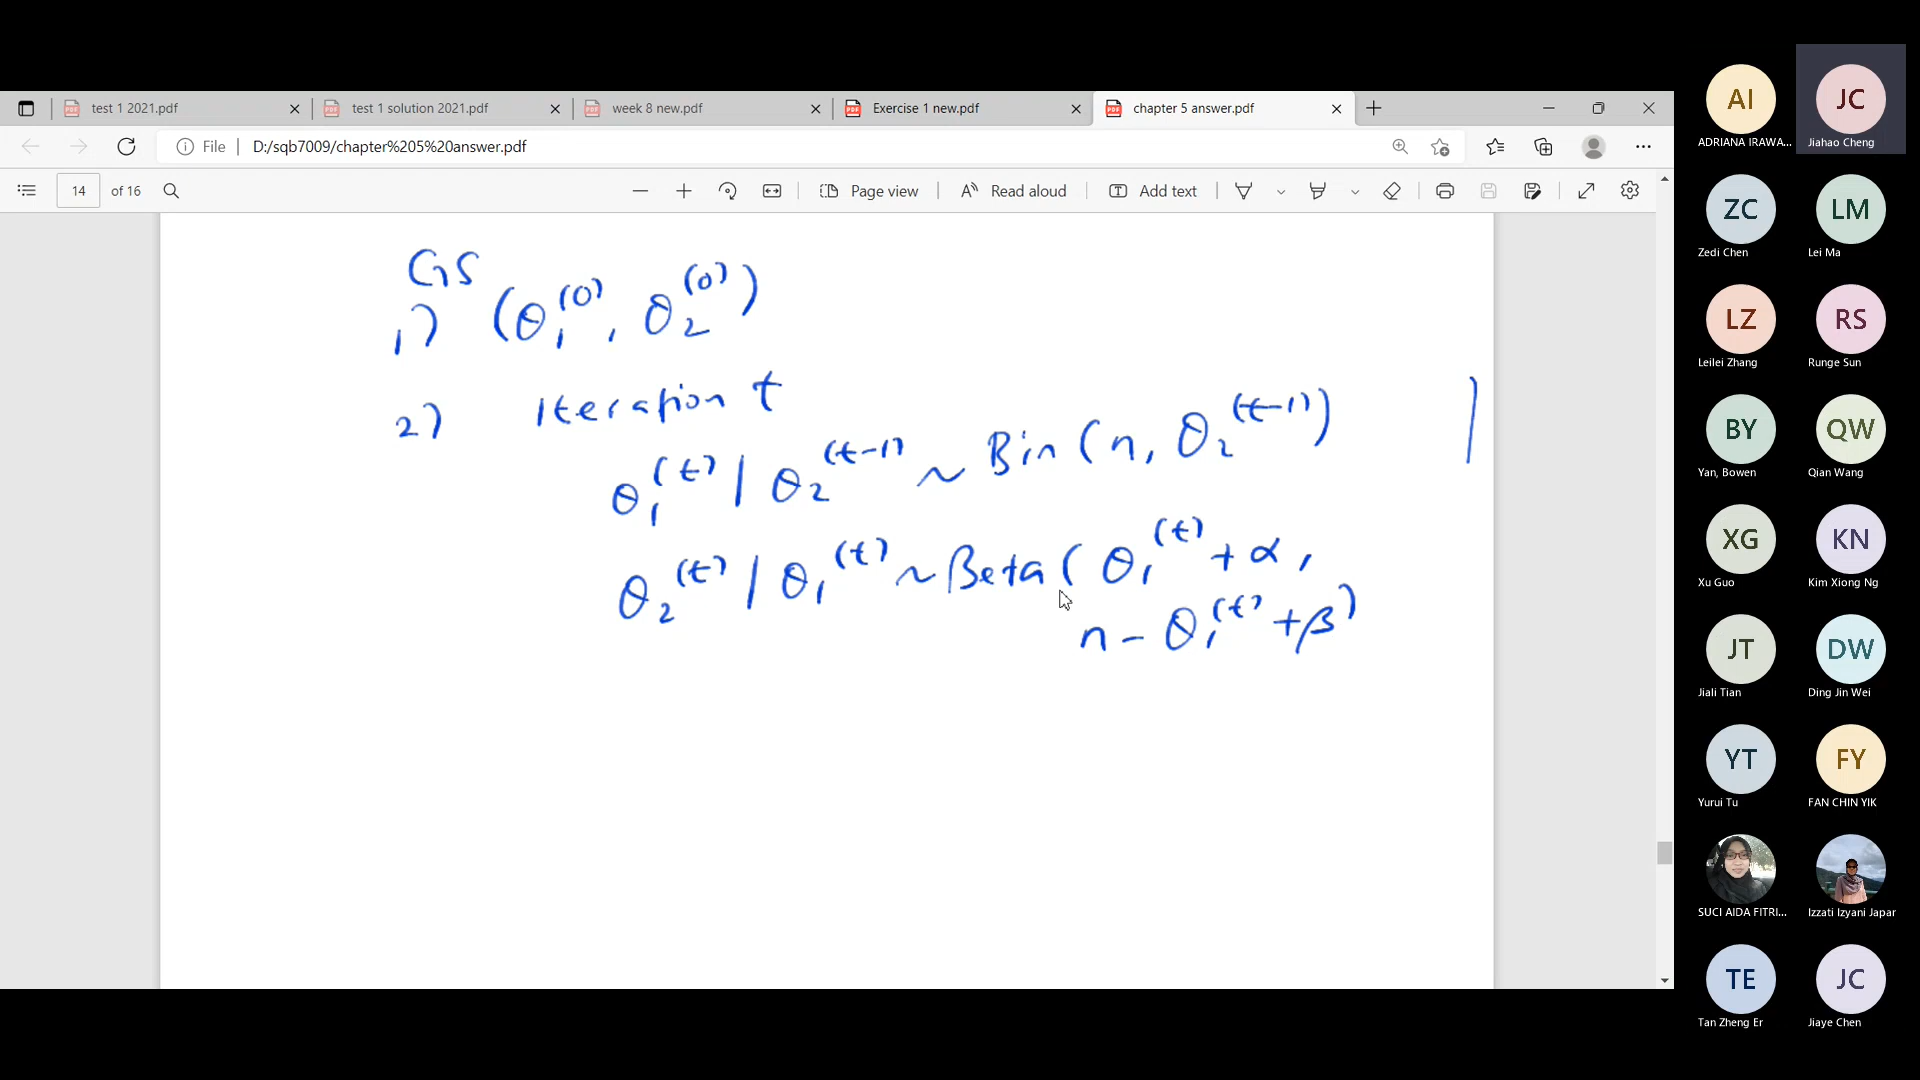 test 1 2021.pdf
test 1 solution 2021.pdf
week 8 new.pdf
Exercise 1 new.pdf
chapter 5 answer.pdf
File D:/sqb7009/chapter%205%20answer.pdf
14 of 16 Page view Read aloud Add text
GS
1) (θ₁⁽⁰⁾, θ₂⁽⁰⁾)
2) Iteration t
θ₁⁽ᵗ⁾ | θ₂⁽ᵗ⁻¹⁾ ~ Bin (n, θ₂⁽ᵗ⁻¹⁾)
θ₂⁽ᵗ⁾ | θ₁⁽ᵗ⁾ ~ Beta ( θ₁⁽ᵗ⁾ + α,
n - θ₁⁽ᵗ⁾ + β)
AI JC
ADRIANA IRAWA... Jiahao Cheng
ZC LM
Zedi Chen Lei Ma
LZ RS
Leilei Zhang Runge Sun
BY QW
Yan, Bowen Qian Wang
XG KN
Xu Guo Kim Xiong Ng
JT DW
Jiali Tian Ding Jin Wei
YT FY
Yurui Tu FAN CHIN YIK
SUCI AIDA FITRI... Izzati Izyani Japar
TE JC
Tan Zheng Er Jiaye Chen